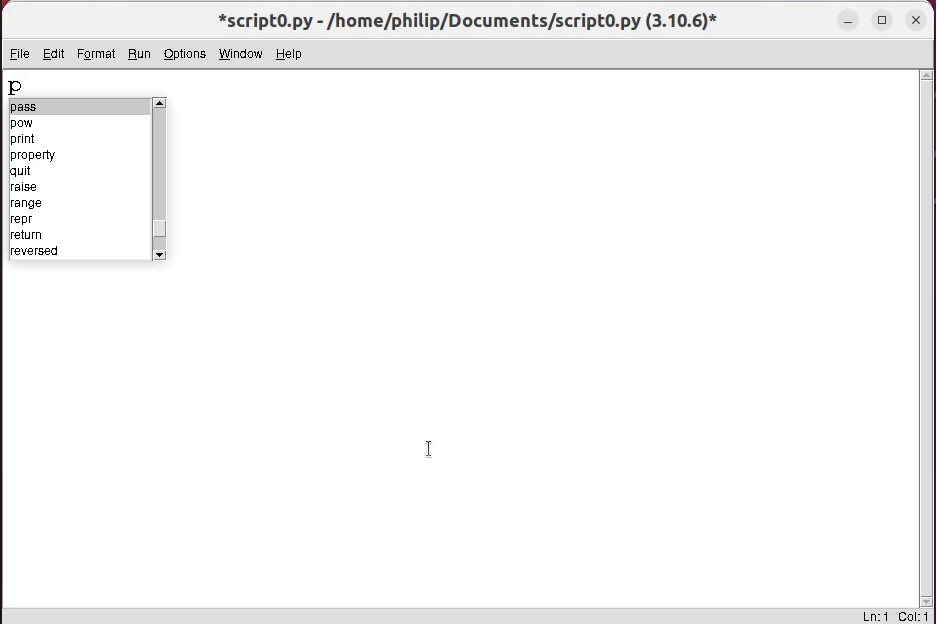 *script0.py - /home/philip/Documents/script0.py (3.10.6)*
File Edit Format Run Options Window Help
p
pass
pow
print
property
quit
raise
range
repr
return
reversed
Ln: 1 Col: 1